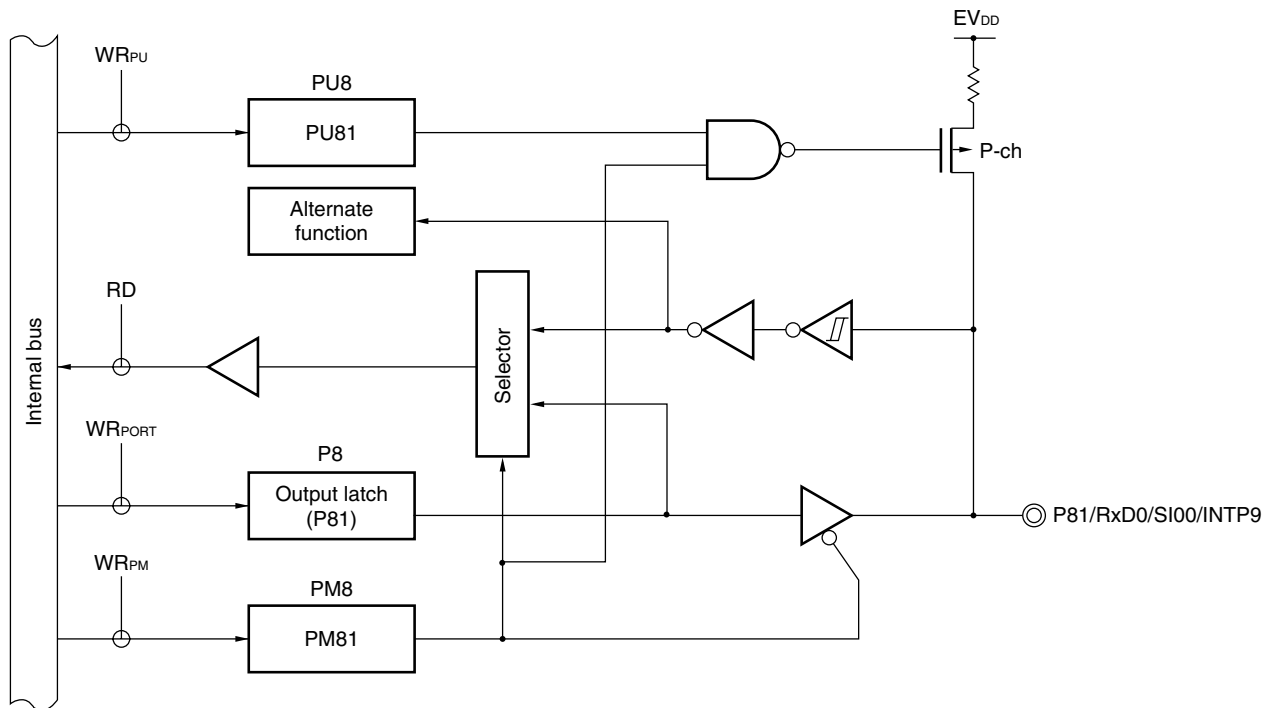 EVDD
WRPU
PU8
PU81
P-ch
Alternate
function
RD
Selector
Internal bus
WRPORT
P8
Output latch
(P81)
P81/RxD0/SI00/INTP9
WRPM
PM8
PM81